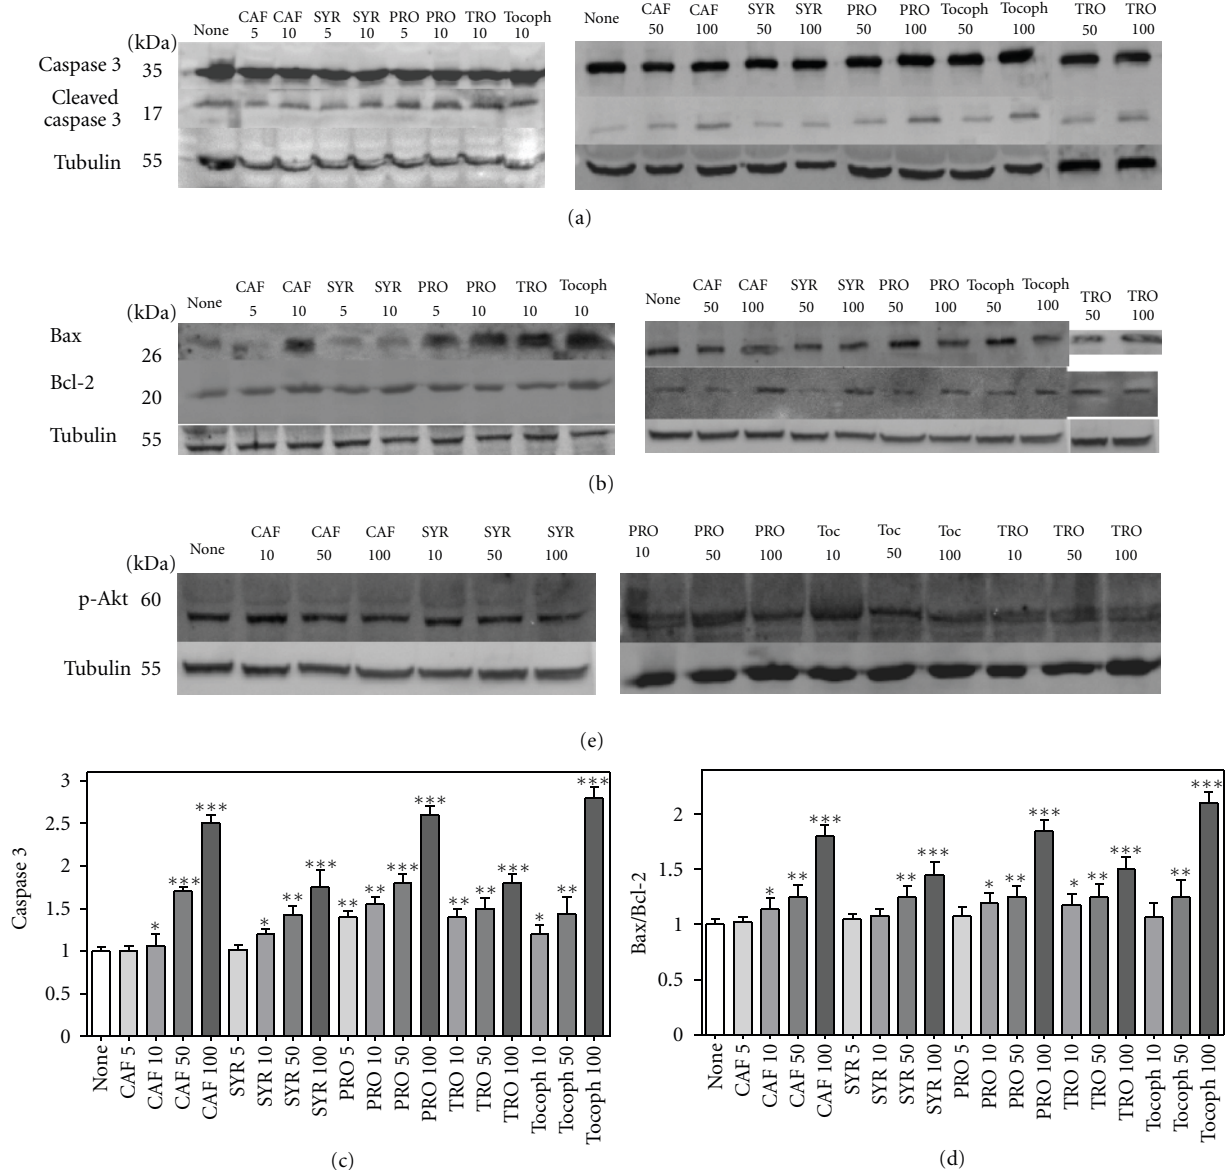 CAF CAF SYR SYR PRO PRO TRO Tocoph
None 5 10 5 10 5 10 10 10
(kDa)
Caspase 3 35
Cleaved
caspase 3 17
Tubulin 55
CAF CAF SYR SYR PRO PRO Tocoph Tocoph TRO TRO
None 50 100 50 100 50 100 50 100 50 100
(a)
CAF CAF SYR SYR PRO PRO TRO Tocoph
None 5 10 5 10 5 10 10 10
(kDa)
Bax
26
Bcl-2
20
Tubulin 55
CAF CAF SYR SYR PRO PRO Tocoph Tocoph TRO TRO
None 50 100 50 100 50 100 50 100 50 100
(b)
CAF CAF CAF SYR SYR SYR
None 10 50 100 10 50 100
(kDa)
p-Akt 60
Tubulin 55
PRO PRO PRO Toc Toc Toc TRO TRO TRO
10 50 100 10 50 100 10 50 100
(e)
Caspase 3
3
2.5
2
1.5
1
0.5
0
* *** *** * ** *** ** ** *** *** ** ** *** * ** ***
None CAF 5 CAF 10 CAF 50 CAF 100 SYR 5 SYR 10 SYR 50 SYR 100 PRO 5 PRO 10 PRO 50 PRO 100 TRO 10 TRO 50 TRO 100 Tocoph 10 Tocoph 50 Tocoph 100
(c)
Bax/Bcl-2
2
1.5
1
0.5
0
* ** *** ** *** * ** *** * ** *** ** ***
None CAF 5 CAF 10 CAF 50 CAF 100 SYR 5 SYR 10 SYR 50 SYR 100 PRO 5 PRO 10 PRO 50 PRO 100 TRO 10 TRO 50 TRO 100 Tocoph 10 Tocoph 50 Tocoph 100
(d)